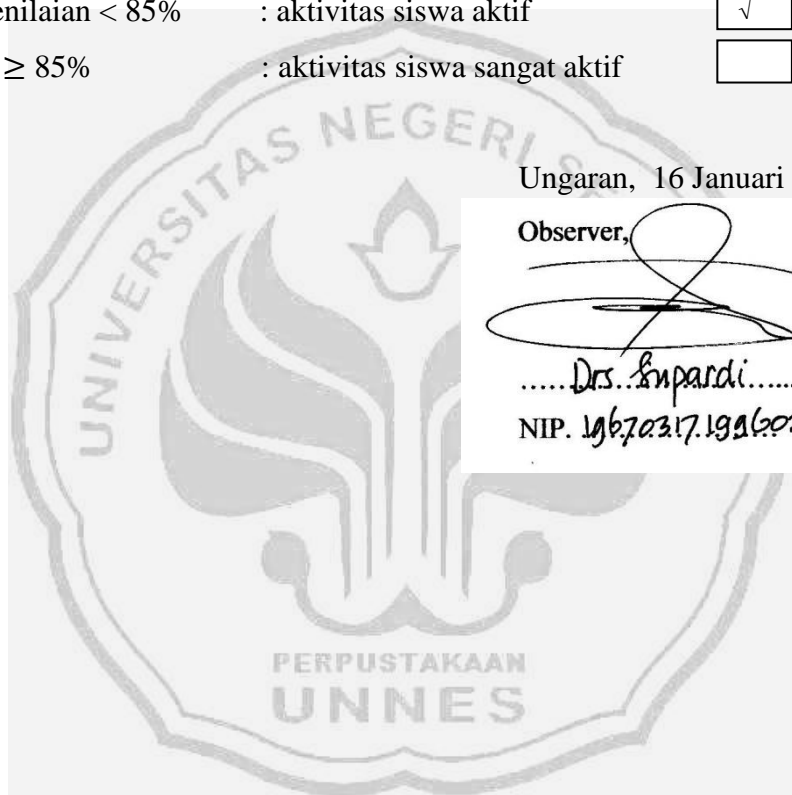 enilaian < 85% : aktivitas siswa aktif √
≥ 85% : aktivitas siswa sangat aktif
UNIVERSITAS NEGERI S
Ungaran, 16 Januari
Observer,
.....Drs. Supardi.....
NIP. 19670317.199602
PERPUSTAKAAN
UNNES